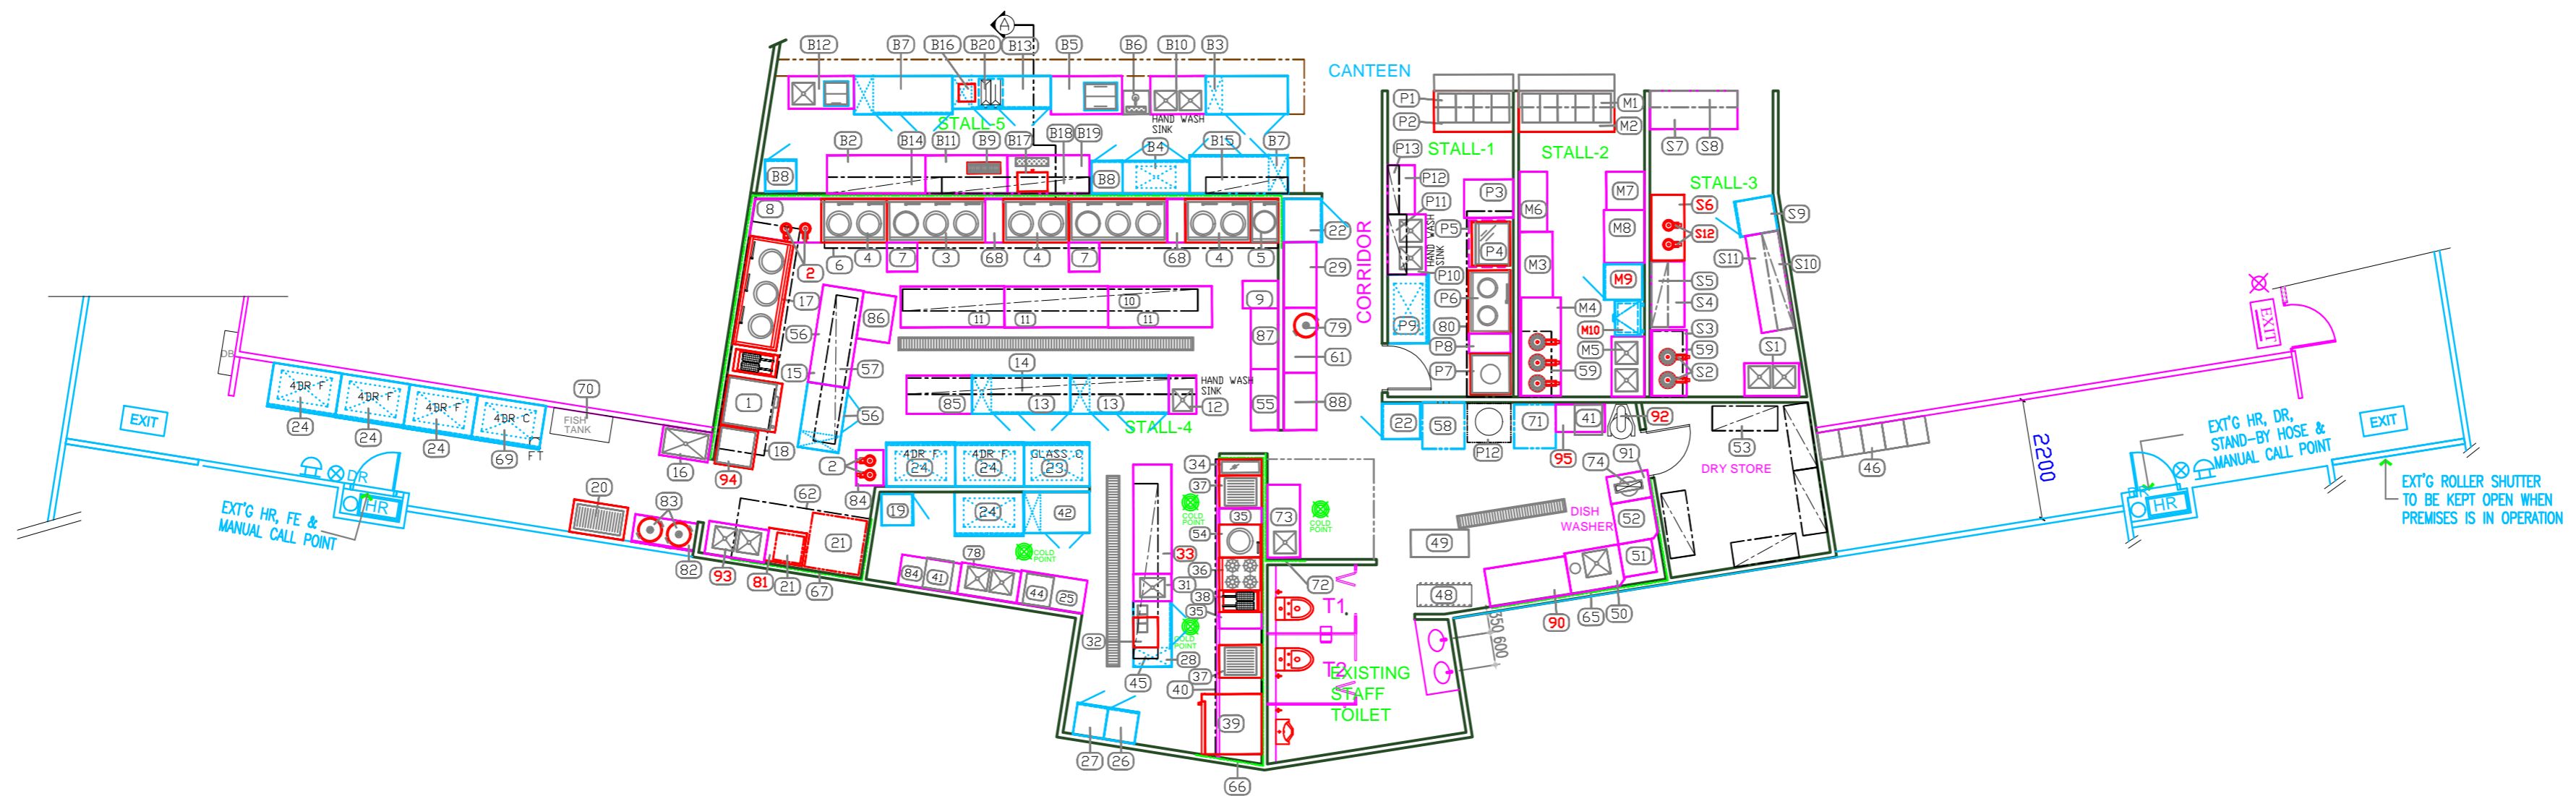 A
B12
B7
B16
B20
B13
B5
B6
B10
B3
CANTEEN
HAND WASH
SINK
STALL-5
B2
B14
B11
B9
B17
B18
B19
B4
B15
B7
B8
B8
P1
P2
M1
M2
S7
S8
STALL-1
STALL-2
STALL-3
P13
P12
P11
HAND WASH
SINK
P10
P9
P3
P5
P4
P6
80
P8
P7
M6
M3
M4
59
M7
M8
M9
M10
M5
S6
S12
S5
S4
S3
59
S2
S9
S11
S10
S1
CORRIDOR
8
2
6
4
7
3
68
4
7
68
4
5
22
29
17
56
86
10
11
11
11
9
87
79
61
15
57
14
1
56
85
13
13
HAND WASH
SINK
12
55
88
STALL-4
18
94
2
84
4DR F
24
4DR F
24
GLASS C
23
19
24
42
DB
4DR F
24
4DR F
24
4DR F
24
4DR C
69
FT
70
FISH
TANK
16
EXIT
DR
HR
EXT'G HR, FE &
MANUAL CALL POINT
20
83
82
62
93
81
21
21
67
COLD
POINT
84
41
78
44
25
COLD
POINT
33
31
COLD
POINT
32
28
45
27
26
34
37
35
54
36
38
35
37
40
39
66
73
COLD
POINT
72
T1
T2
EXISTING
STAFF
TOILET
22
58
P12
71
95
41
92
91
74
53
DRY STORE
DISH
WASHER
52
49
51
48
90
65
50
350
600
46
2200
EXIT
EXT'G HR, DR,
STAND-BY HOSE &
MANUAL CALL POINT
EXIT
DR
HR
EXT'G ROLLER SHUTTER
TO BE KEPT OPEN WHEN
PREMISES IS IN OPERATION